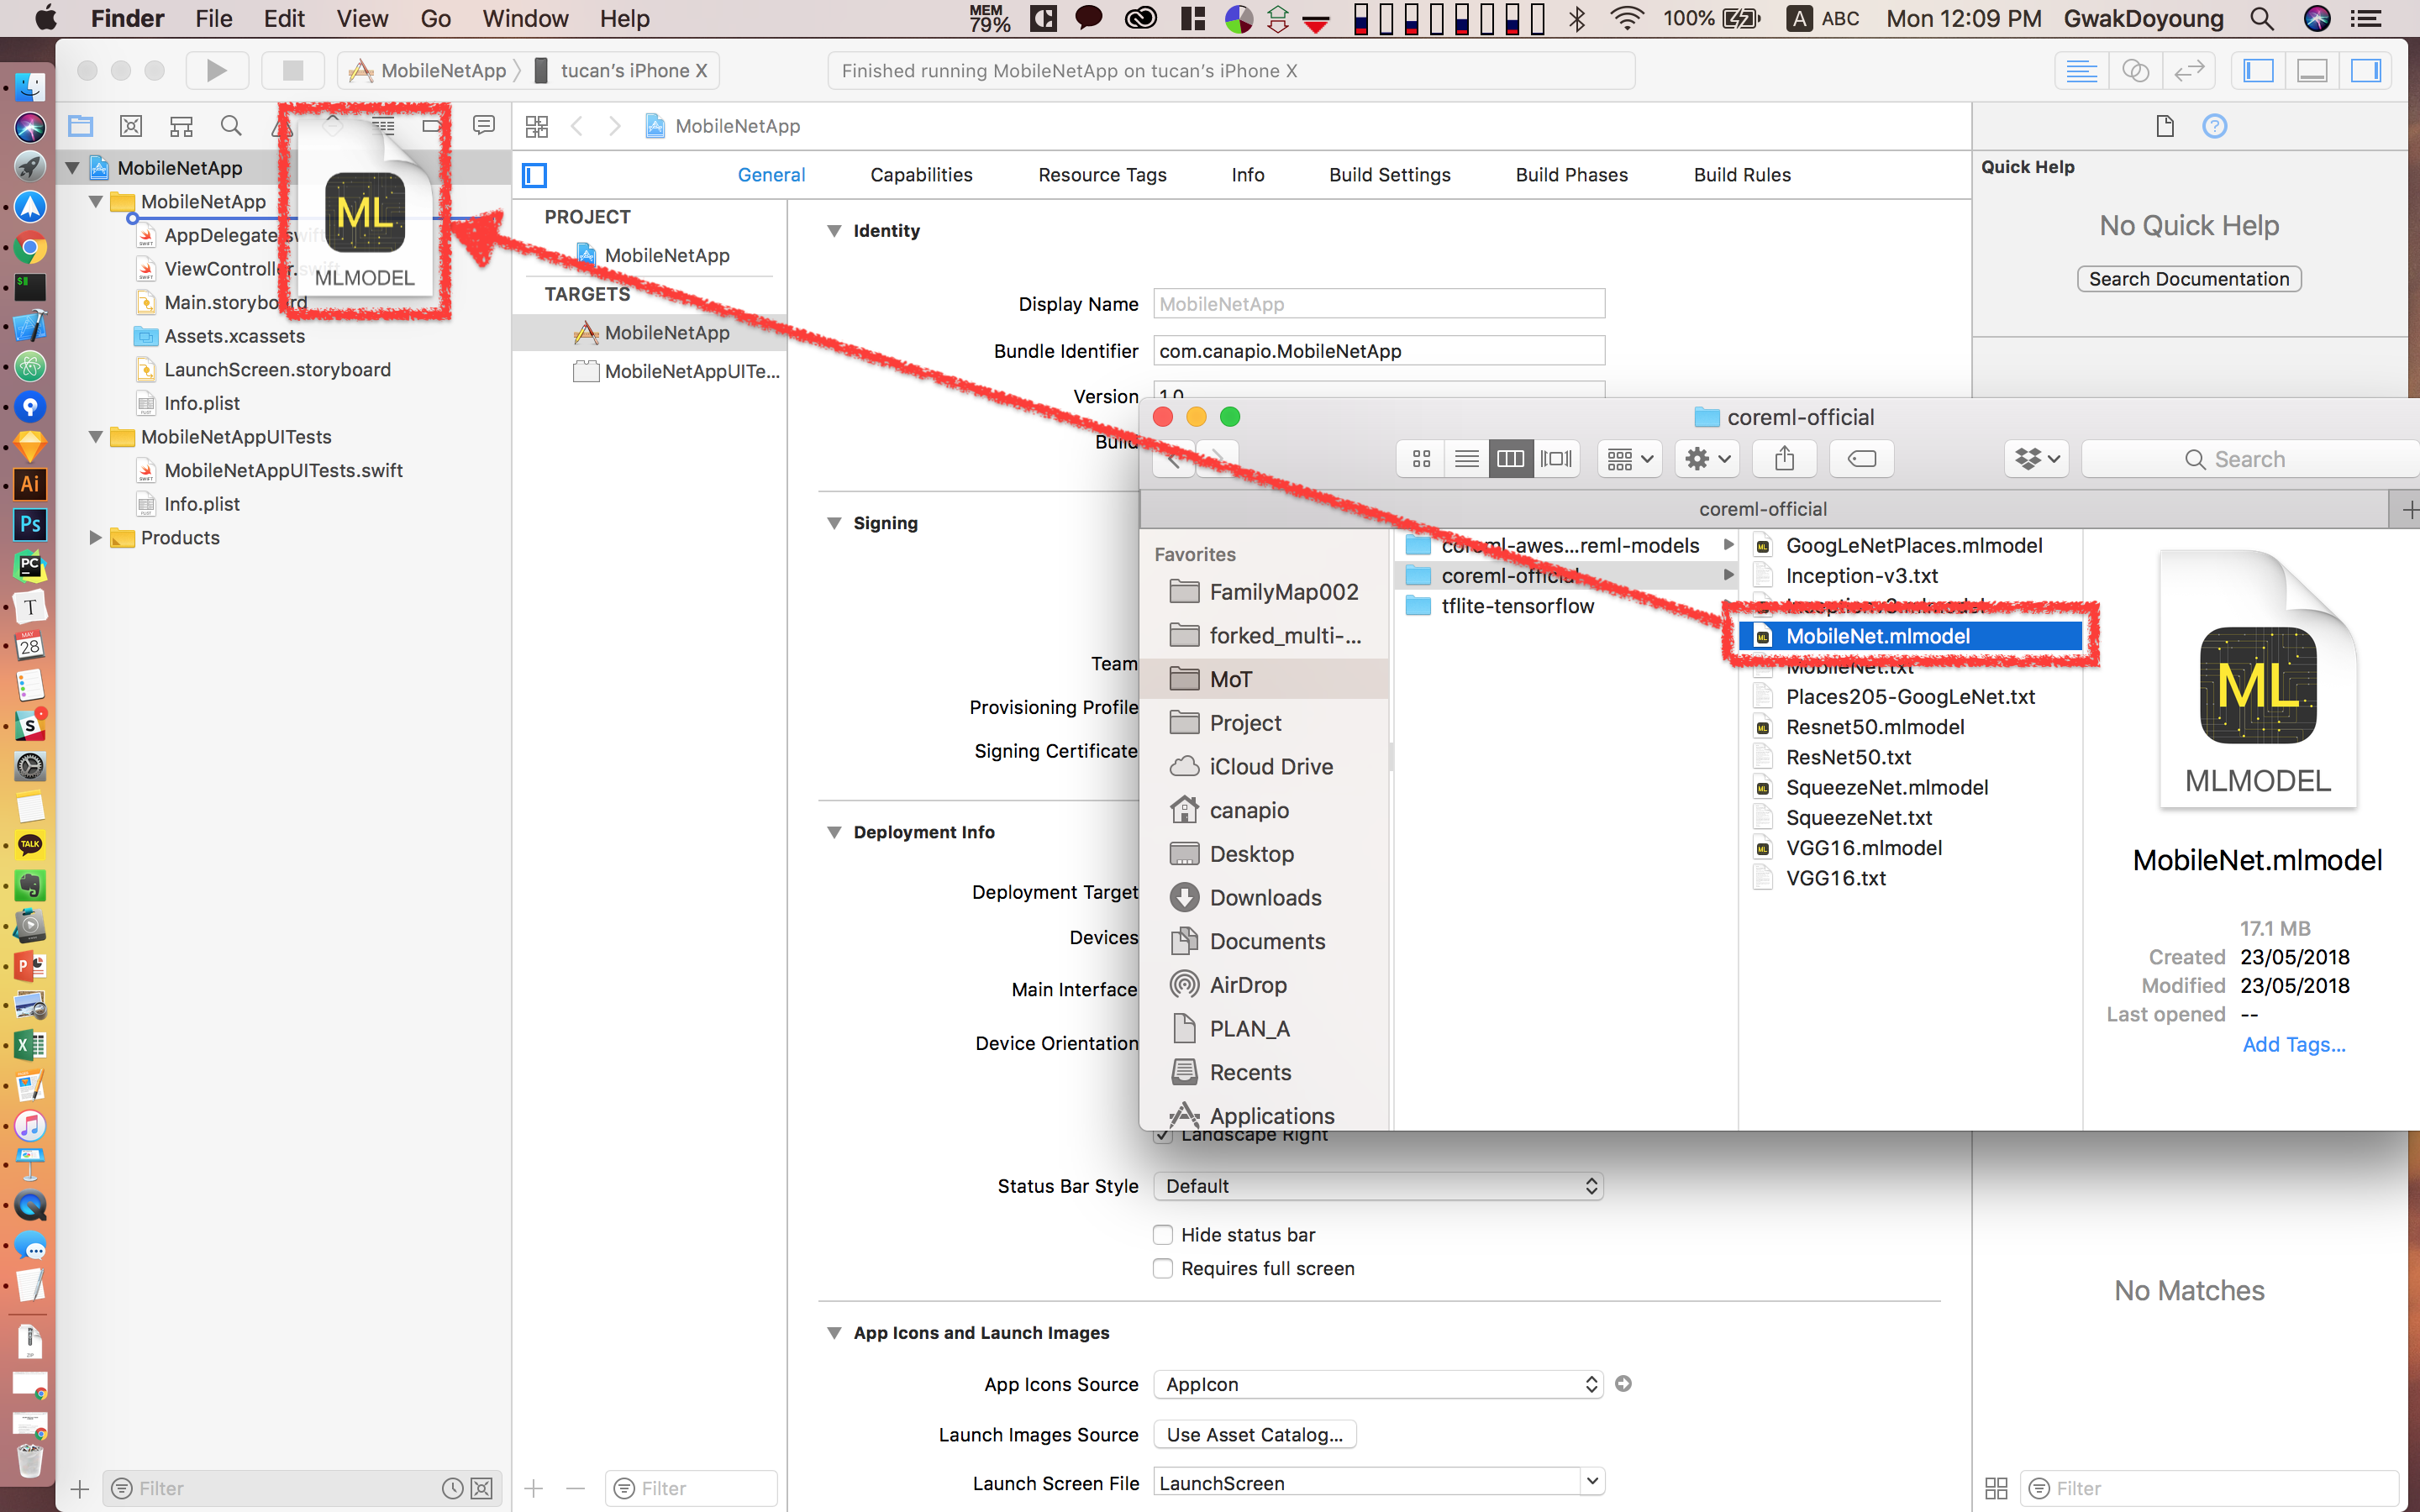 Finder File Edit View Go Window Help
MEM
79%
100%
A ABC Mon 12:09 PM GwakDoyoung
MobileNetApp tucan's iPhone X
Finished running MobileNetApp on tucan's iPhone X
MobileNetApp
MobileNetApp
MobileNetApp
AppDelegate.swift
ViewController.swift
Main.storyboard
Assets.xcassets
LaunchScreen.storyboard
Info.plist
MobileNetAppUITests
MobileNetAppUITests.swift
Info.plist
Products
ML
MLMODEL
General Capabilities Resource Tags Info Build Settings Build Phases Build Rules
PROJECT
MobileNetApp
TARGETS
MobileNetApp
MobileNetAppUITe...
Identity
Display Name MobileNetApp
Bundle Identifier com.canapio.MobileNetApp
Version 1.0
Build
Signing
Team
Provisioning Profile
Signing Certificate
Deployment Info
Deployment Target
Devices
Main Interface
Device Orientation
Landscape Right
Status Bar Style Default
Hide status bar
Requires full screen
App Icons and Launch Images
App Icons Source AppIcon
Launch Images Source Use Asset Catalog...
Launch Screen File LaunchScreen
Quick Help
No Quick Help
Search Documentation
coreml-official
Search
coreml-official
Favorites
FamilyMap002
forked_multi-...
MoT
Project
iCloud Drive
canapio
Desktop
Downloads
Documents
AirDrop
PLAN_A
Recents
Applications
coreml-awes...reml-models
coreml-official
tflite-tensorflow
GoogLeNetPlaces.mlmodel
Inception-v3.txt
Inceptionv3.mlmodel
MobileNet.mlmodel
MobileNet.txt
Places205-GoogLeNet.txt
Resnet50.mlmodel
ResNet50.txt
SqueezeNet.mlmodel
SqueezeNet.txt
VGG16.mlmodel
VGG16.txt
ML
MLMODEL
MobileNet.mlmodel
17.1 MB
Created 23/05/2018
Modified 23/05/2018
Last opened --
Add Tags...
No Matches
Filter
Filter
Filter
Ai
Ps
PC
T
MAY
28
S
TALK
P
X